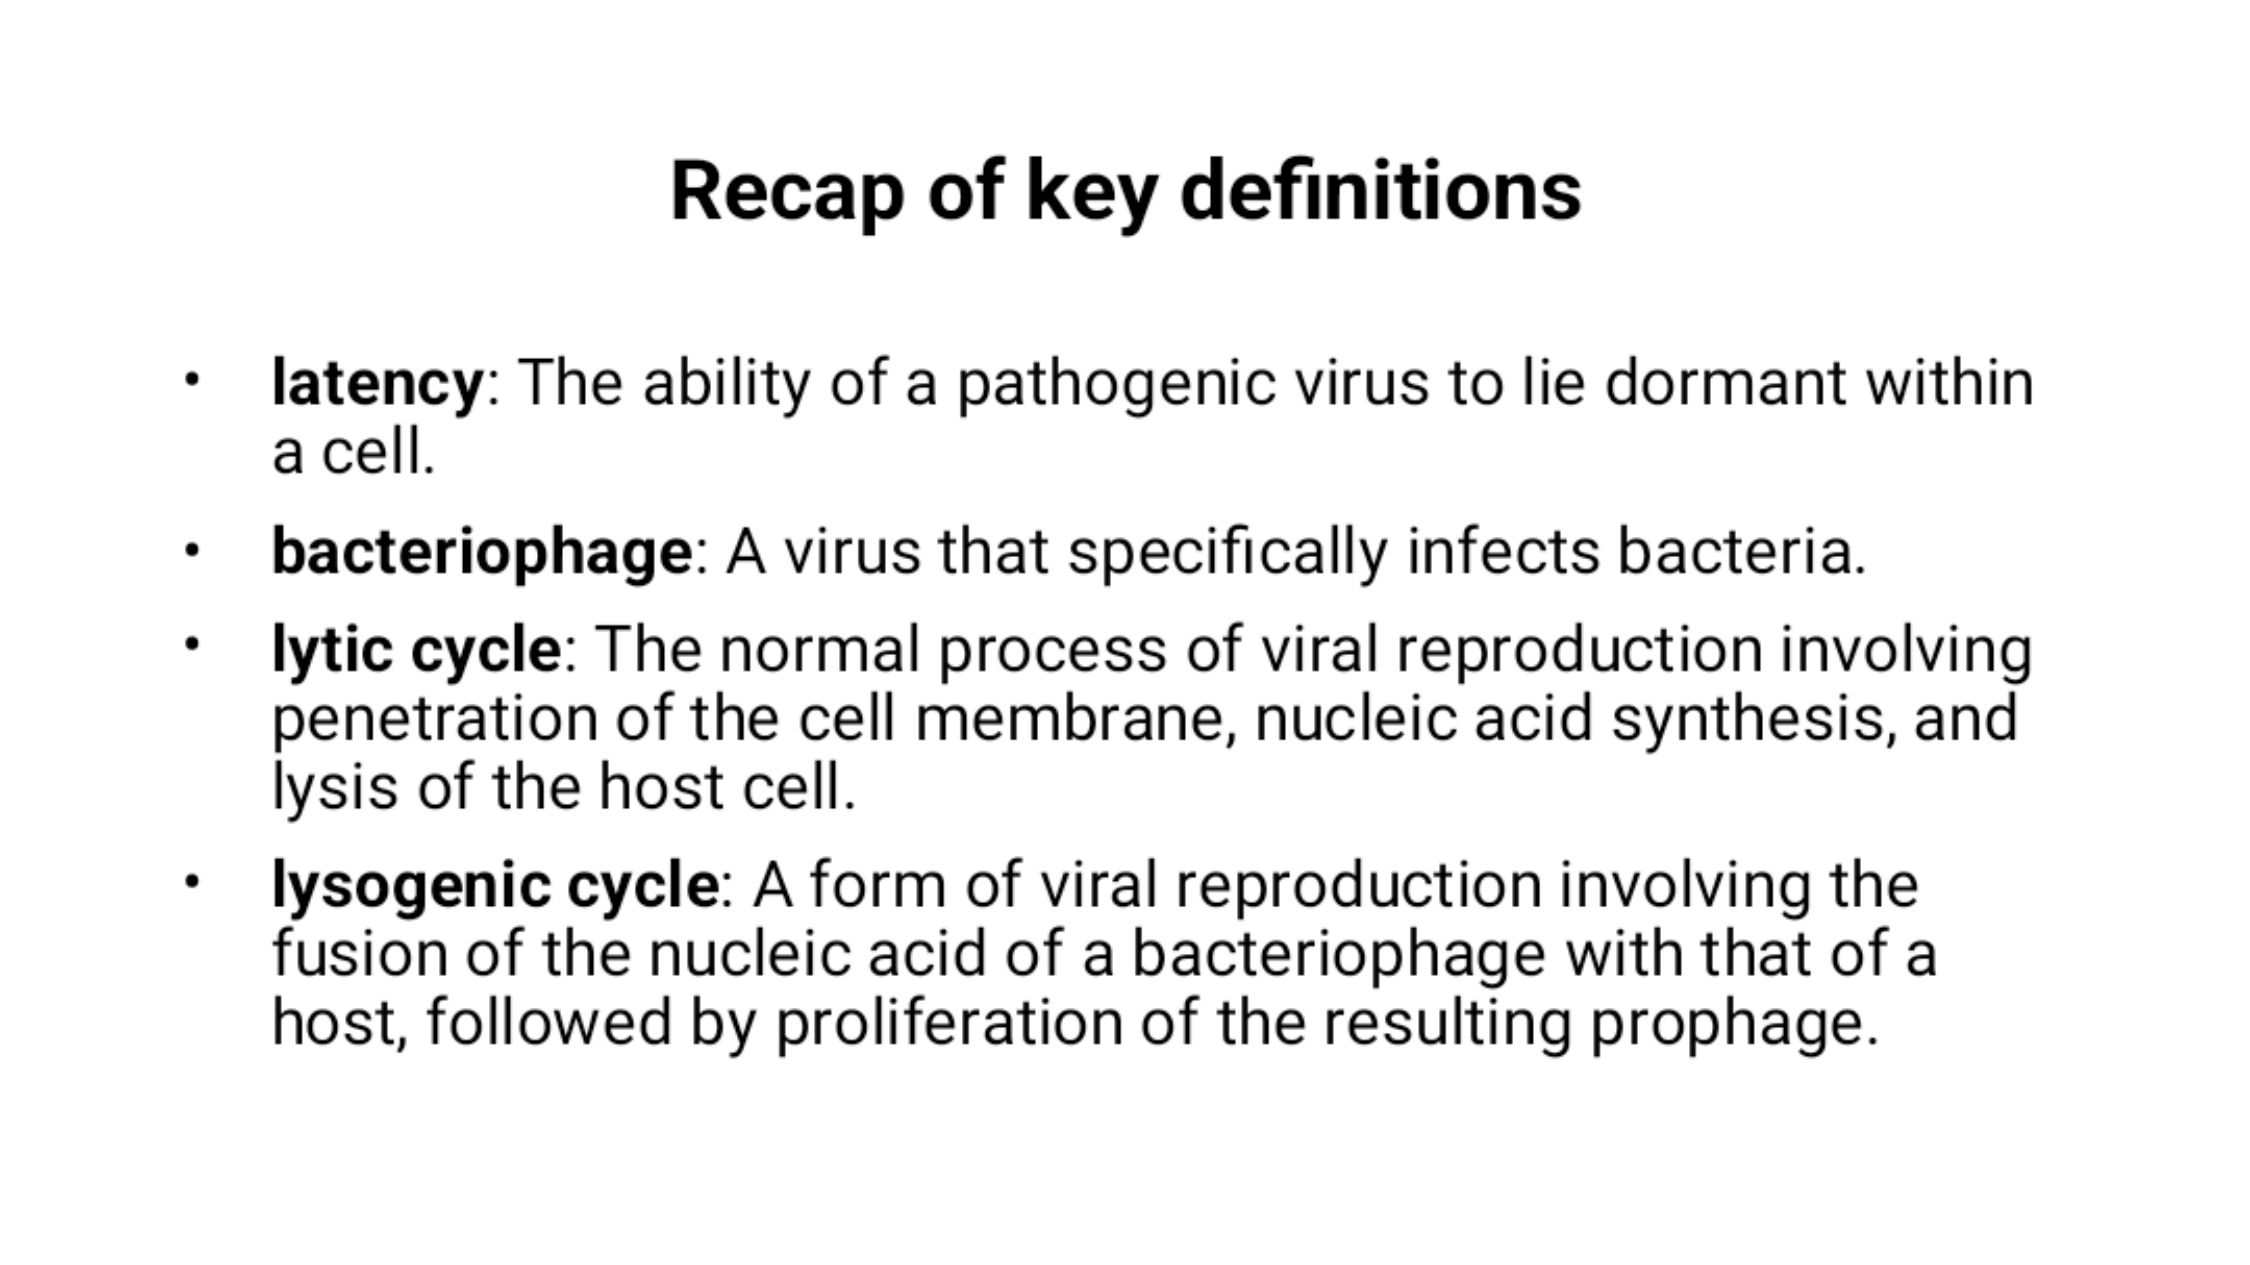 Recap of key definitions
• latency: The ability of a pathogenic virus to lie dormant within
a cell.
• bacteriophage: A virus that specifically infects bacteria.
• lytic cycle: The normal process of viral reproduction involving
penetration of the cell membrane, nucleic acid synthesis, and
lysis of the host cell.
• lysogenic cycle: A form of viral reproduction involving the
fusion of the nucleic acid of a bacteriophage with that of a
host, followed by proliferation of the resulting prophage.